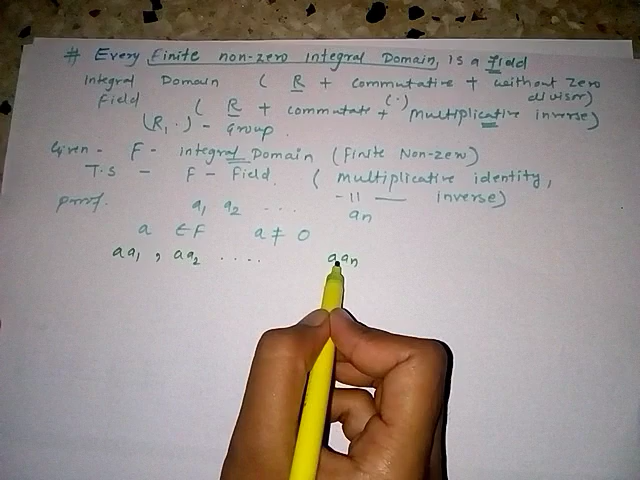 # Every finite non-zero integral Domain, is a field
Integral Domain ( R + commutative + without zero divisor)
Field ( R + commutate + (·) Multiplicative inverse)
(R, ·) - Group.
Given - F - integral Domain (Finite Non-zero)
T.S - F - Field. ( Multiplicative identity,
-11 — inverse)
Proof. a1 a2 ... an
a ∈F a ≠ 0
aa1 , aa2 .... aan